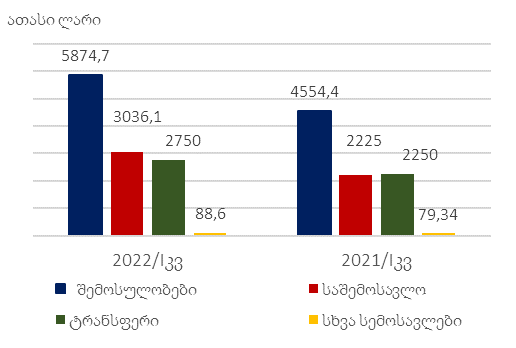 ათასი ლარი
5874,7
4554,4
3036,1
2750
2225
2250
88,6
79,34
2022/Iკვ
2021/Iკვ
შემოსულობები
საშემოსავლო
ტრანსფერი
სხვა სემოსავლები